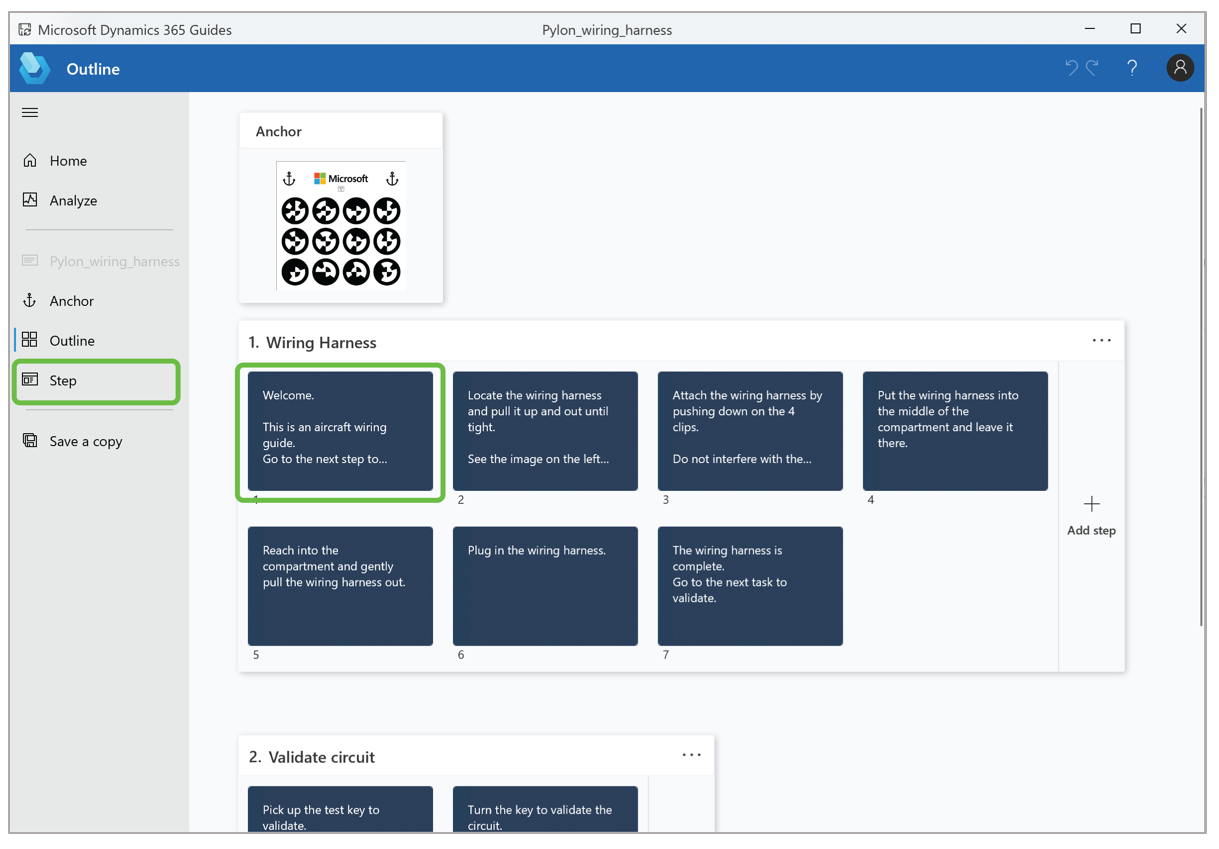 Microsoft Dynamics 365 Guides
Pylon_wiring_harness
Outline
?
Home
Analyze
Pylon_wiring_harness
Anchor
Outline
Step
Save a copy
Anchor
Microsoft
1. Wiring Harness
...
Welcome.
This is an aircraft wiring
guide.
Go to the next step to...
1
Locate the wiring harness
and pull it up and out until
tight.
See the image on the left...
2
Attach the wiring harness by
pushing down on the 4
clips.
Do not interfere with the...
3
Put the wiring harness into
the middle of the
compartment and leave it
there.
4
Reach into the
compartment and gently
pull the wiring harness out.
5
Plug in the wiring harness.
6
The wiring harness is
complete.
Go to the next task to
validate.
7
Add step
2. Validate circuit
...
Pick up the test key to
validate.
Turn the key to validate the
circuit.